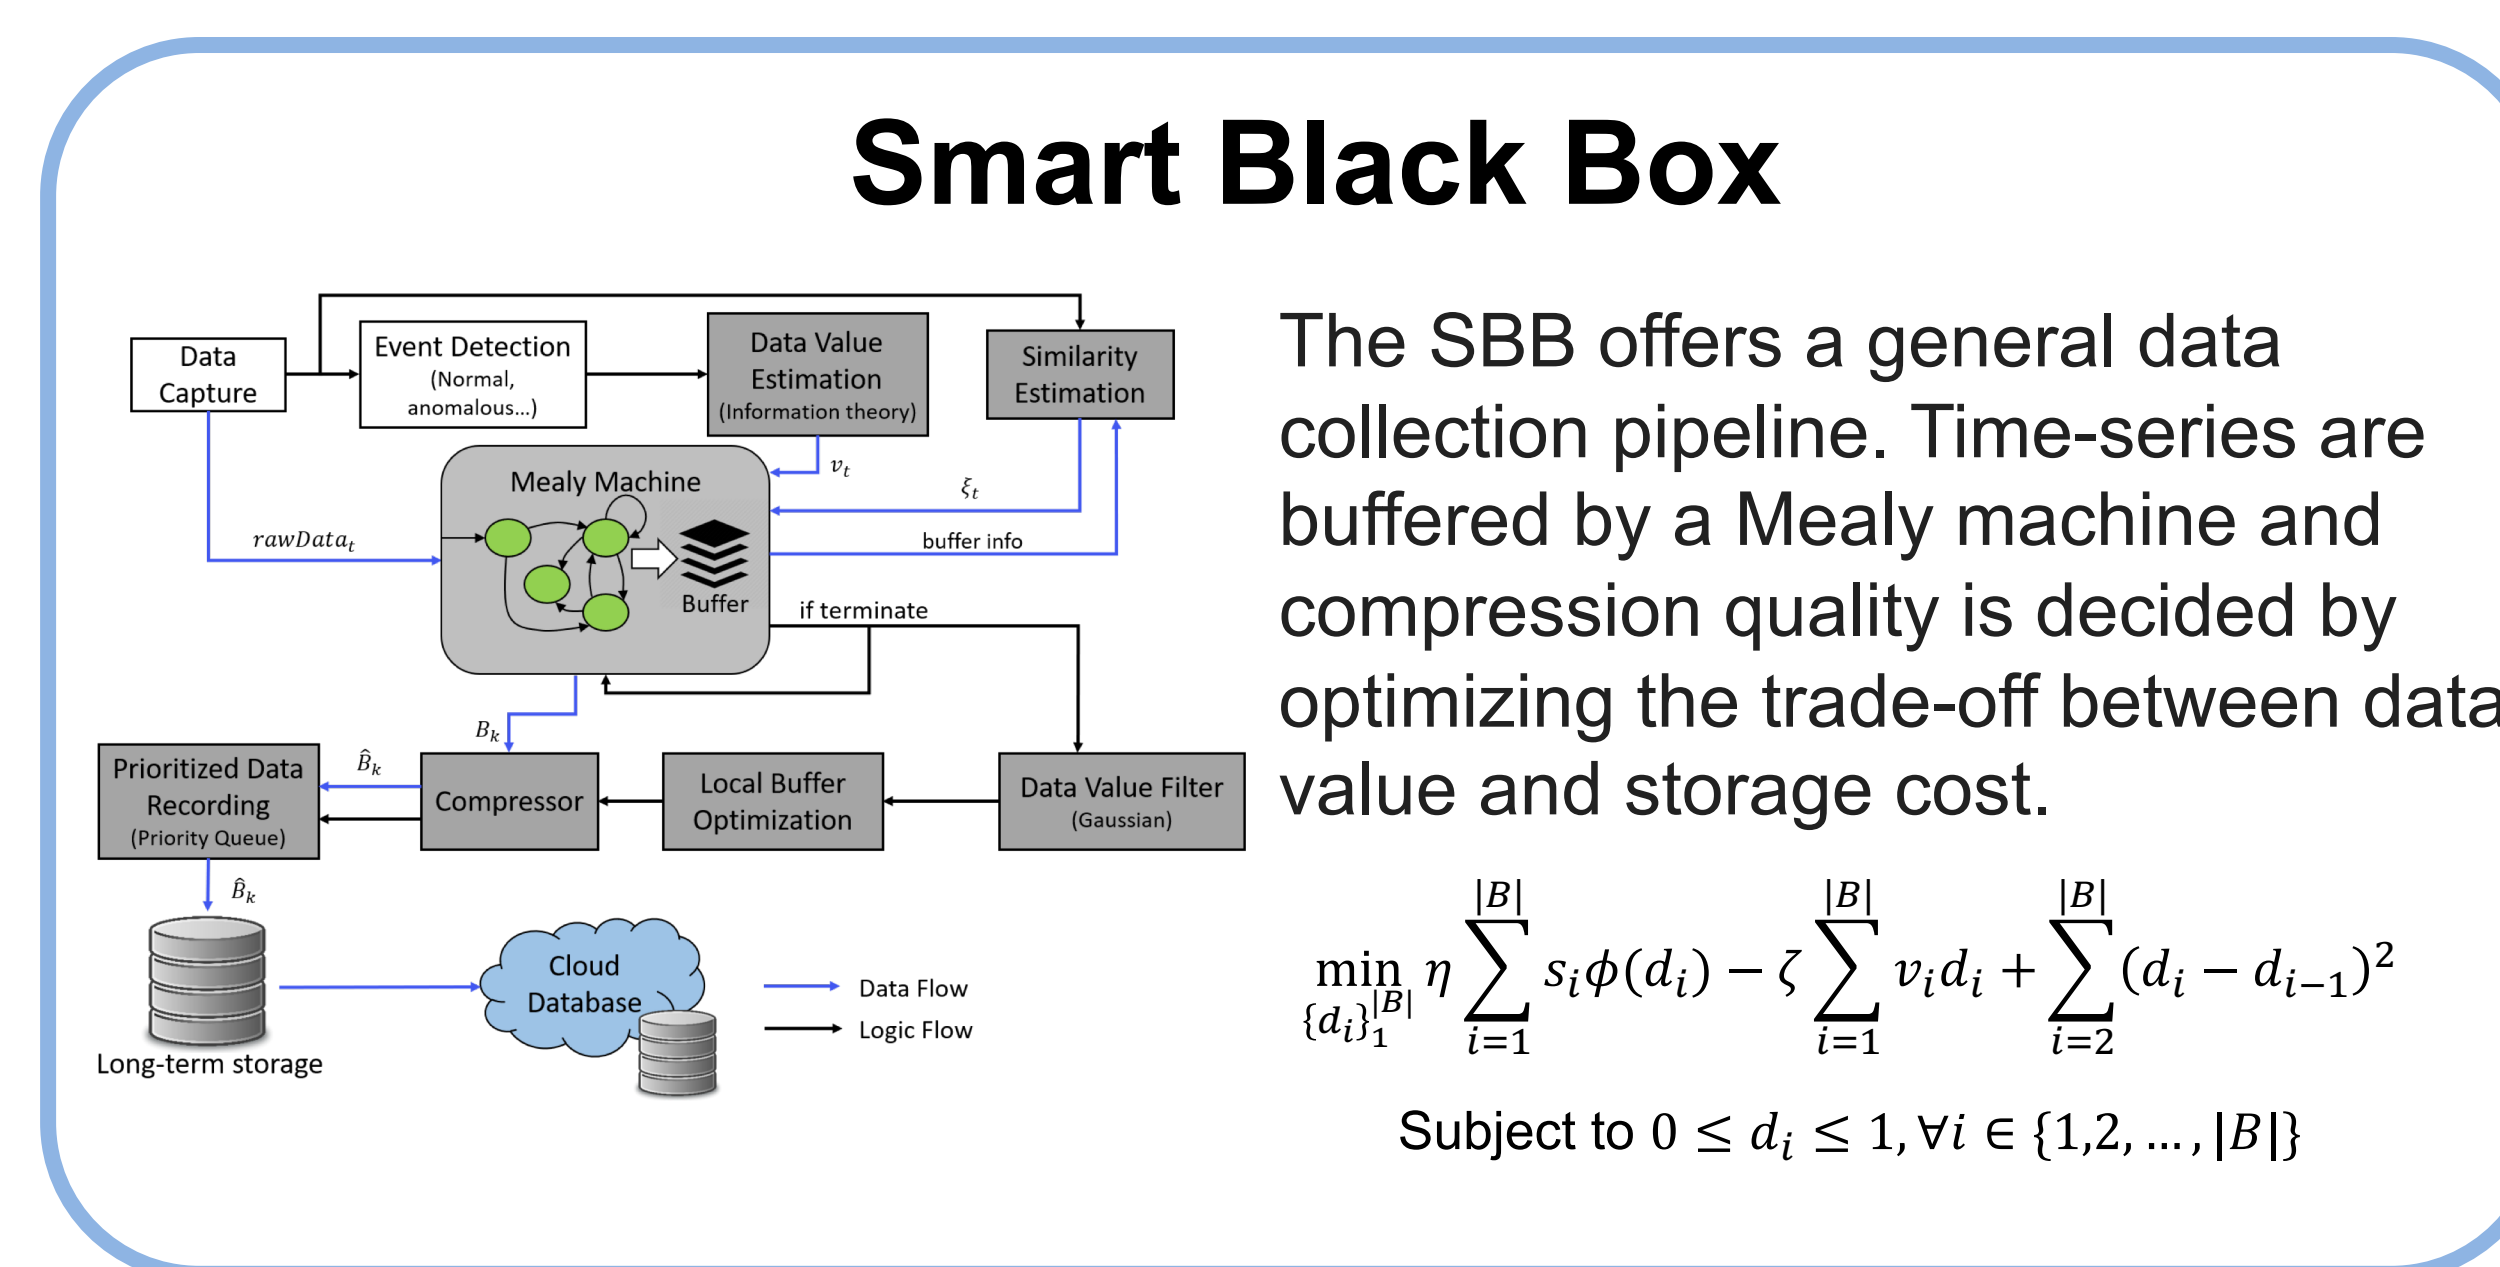 Smart Black Box
Data
Capture
Event Detection
(Normal,
anomalous...)
Data Value
Estimation
(Information theory)
Similarity
Estimation
Mealy Machine
Buffer
rawData_t
v_t
ξ_t
buffer info
if terminate
B_k
B̂_k
Prioritized Data
Recording
(Priority Queue)
Compressor
Local Buffer
Optimization
Data Value Filter
(Gaussian)
B̂_k
Long-term storage
Cloud
Database
Data Flow
Logic Flow
The SBB offers a general data
collection pipeline. Time-series are
buffered by a Mealy machine and
compression quality is decided by
optimizing the trade-off between data
value and storage cost.
min_{{d_i}_1^{|B|}} η ∑_{i=1}^{|B|} s_i ϕ(d_i) − ζ ∑_{i=1}^{|B|} v_i d_i + ∑_{i=2}^{|B|} (d_i − d_{i−1})^2
Subject to 0 ≤ d_i ≤ 1, ∀i ∈ {1,2, … , |B|}